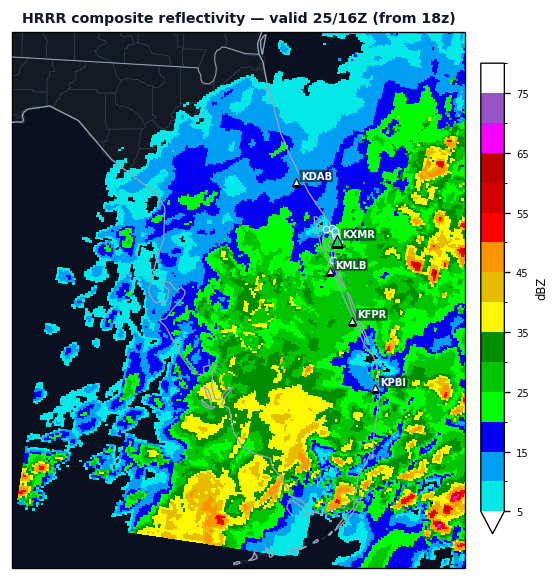 HRRR composite reflectivity — valid 25/16Z (from 18z)
KDAB
KXMR
KMLB
KFPR
KPBI
75
65
55
45
35
25
15
5
dBZ